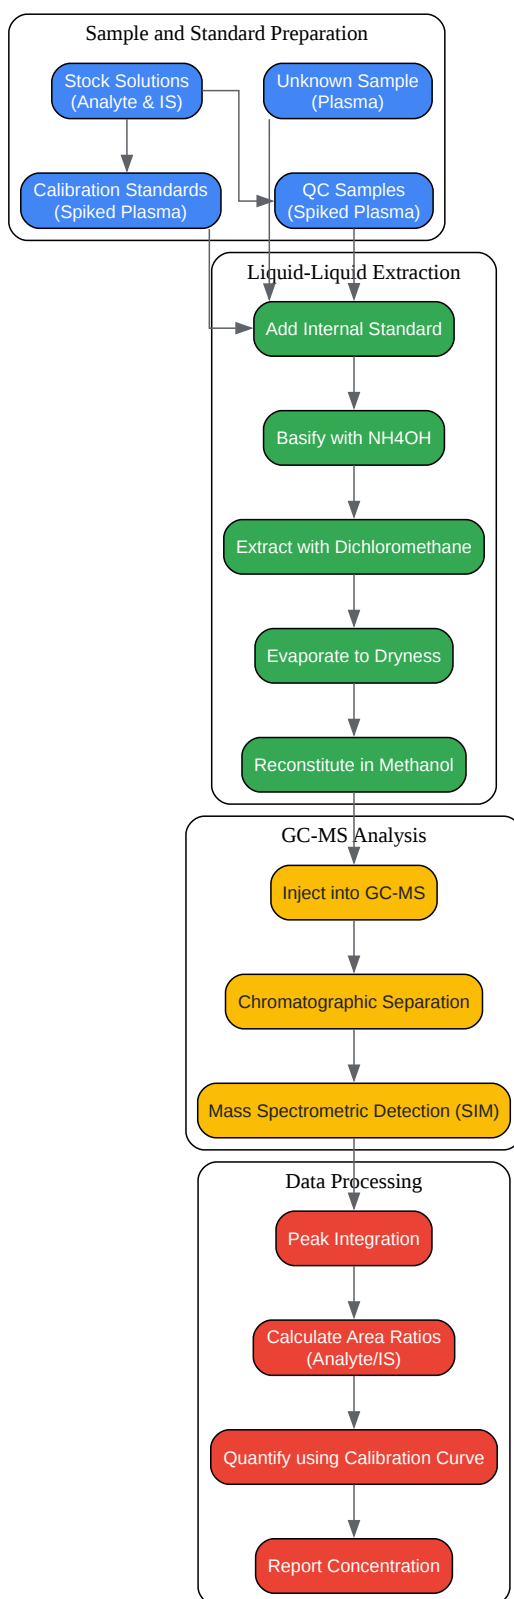 Sample and Standard Preparation
Stock Solutions
(Analyte & IS)
Unknown Sample
(Plasma)
Calibration Standards
(Spiked Plasma)
QC Samples
(Spiked Plasma)
Liquid-Liquid Extraction
Add Internal Standard
Basify with NH4OH
Extract with Dichloromethane
Evaporate to Dryness
Reconstitute in Methanol
GC-MS Analysis
Inject into GC-MS
Chromatographic Separation
Mass Spectrometric Detection (SIM)
Data Processing
Peak Integration
Calculate Area Ratios
(Analyte/IS)
Quantify using Calibration Curve
Report Concentration